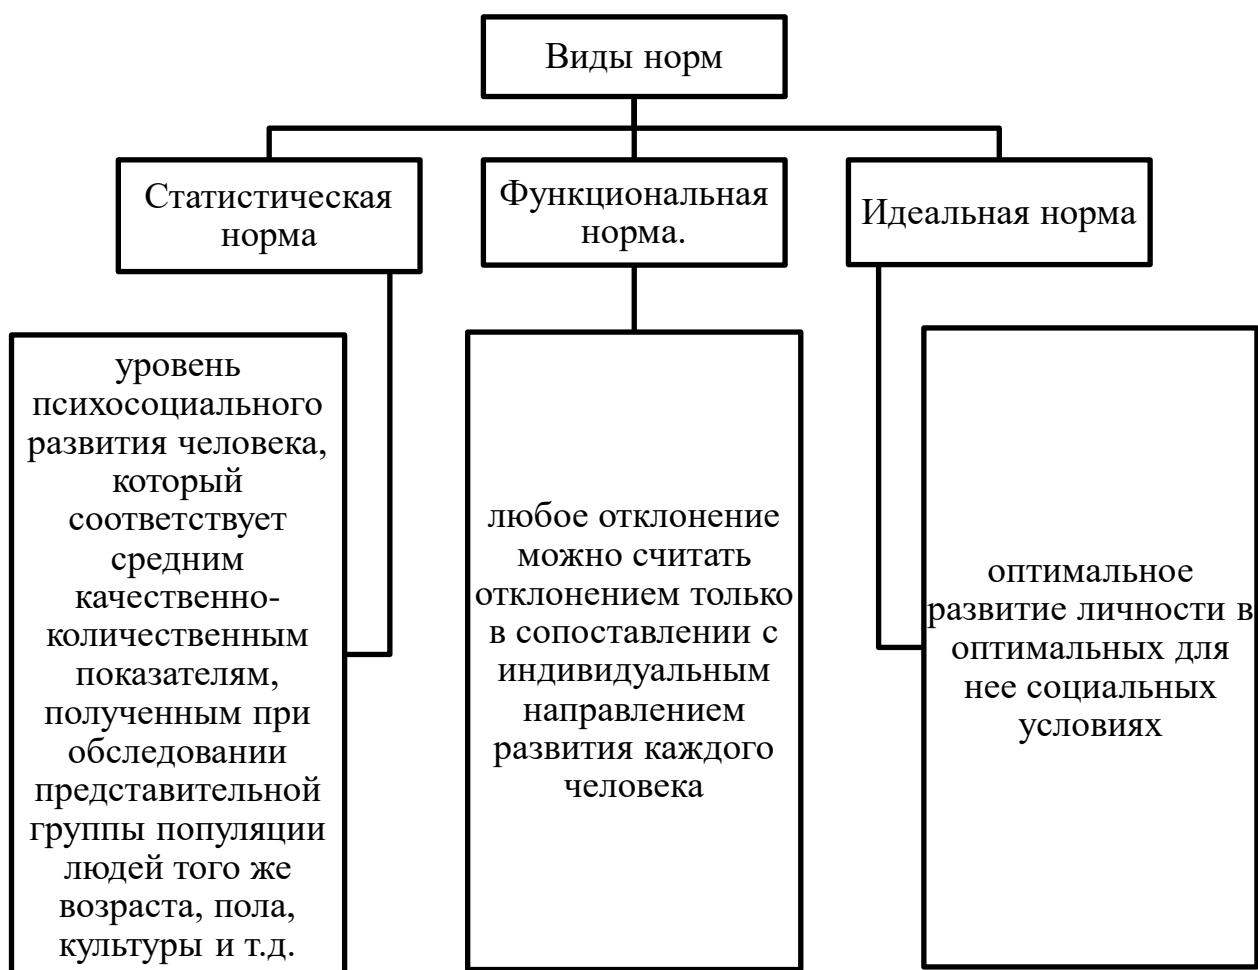 Виды норм
Статистическая
норма
Функциональная
норма.
Идеальная норма
уровень
психосоциального
развития человека,
который
соответствует
средним
качественно-
количественным
показателям,
полученным при
обследовании
представительной
группы популяции
людей того же
возраста, пола,
культуры и т.д.
любое отклонение
можно считать
отклонением только
в сопоставлении с
индивидуальным
направлением
развития каждого
человека
оптимальное
развитие личности в
оптимальных для
нее социальных
условиях